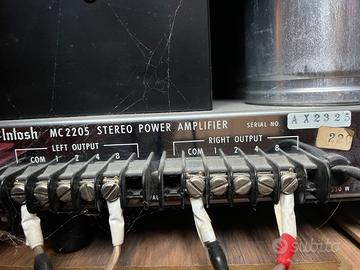 Intosh MC2205 STEREO POWER AMPLIFIER SERIAL NO. AX2325
220
LEFT OUTPUT RIGHT OUTPUT
COM 1 2 4 8 COM 1 2 4 8
subito